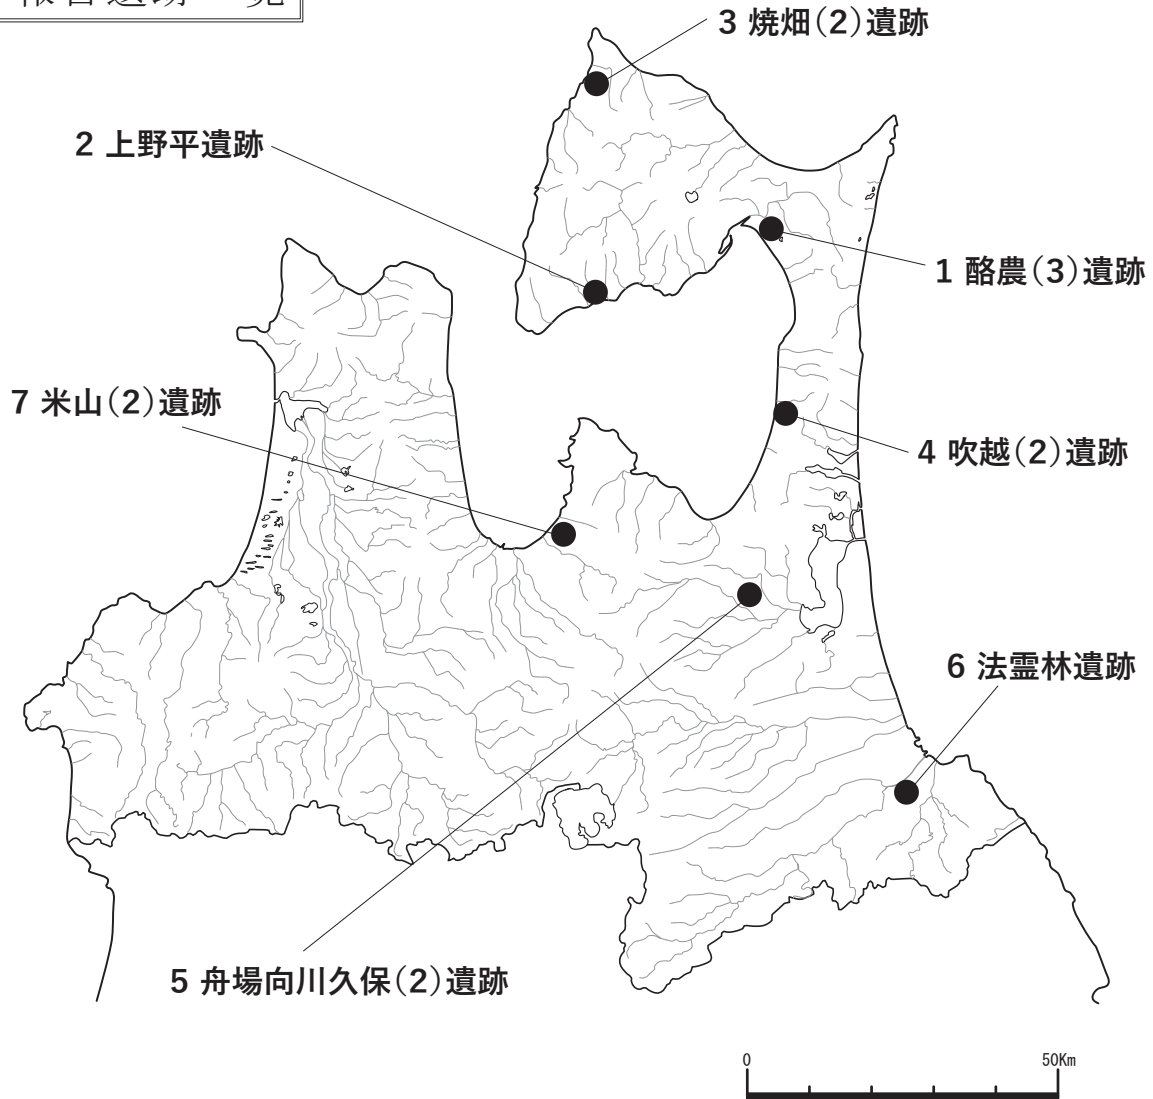 報告遺跡一覧
3 焼畑(2)遺跡
2 上野平遺跡
1 酪農(3)遺跡
7 米山(2)遺跡
4 吹越(2)遺跡
6 法霊林遺跡
5 舟場向川久保(2)遺跡
0 50Km